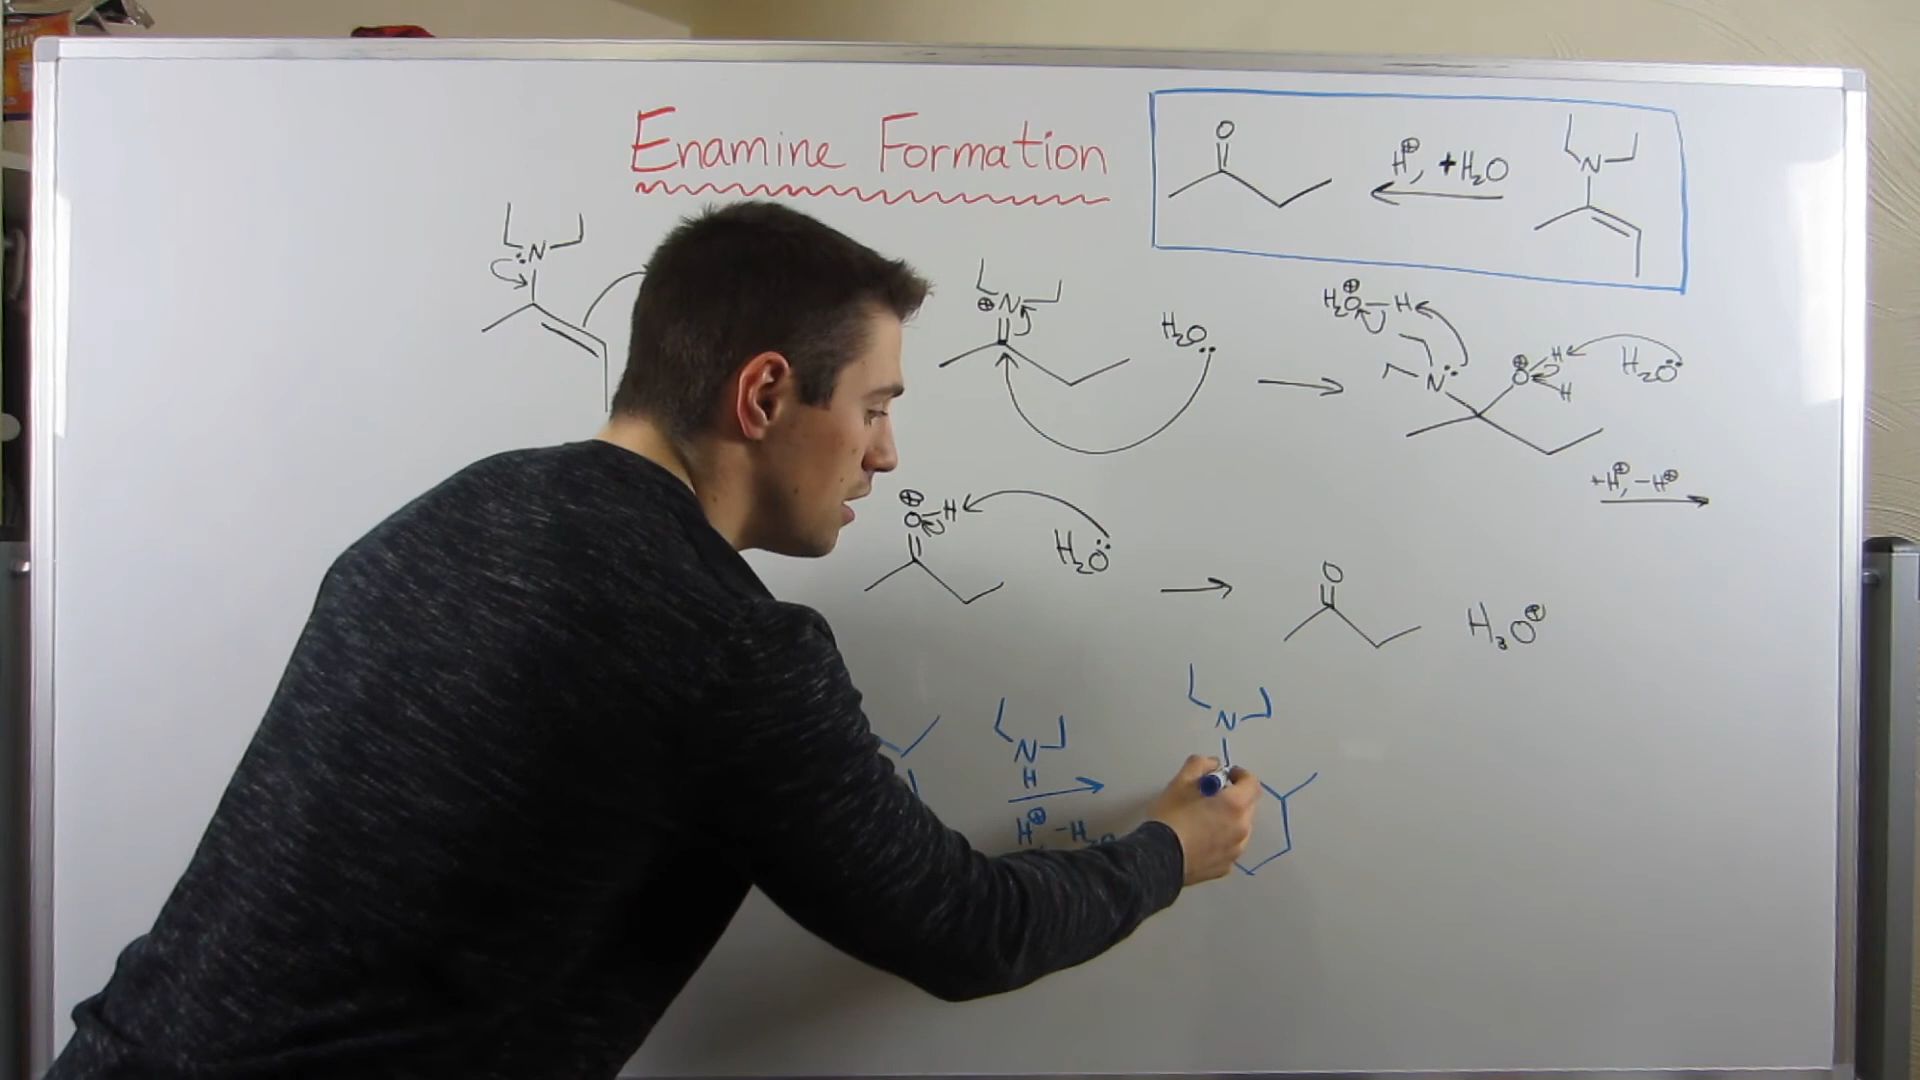 Enamine Formation
O
H⊕, +H₂O
N
:N
⊕N
H₂O:
H₂O⊕-H
N:
⊕O H
H
H₂O:
+H⊕, -H⊕
⊕
O-H
H₂O:
O
H₃O⊕
N
H
H⊕, -H₂O
N